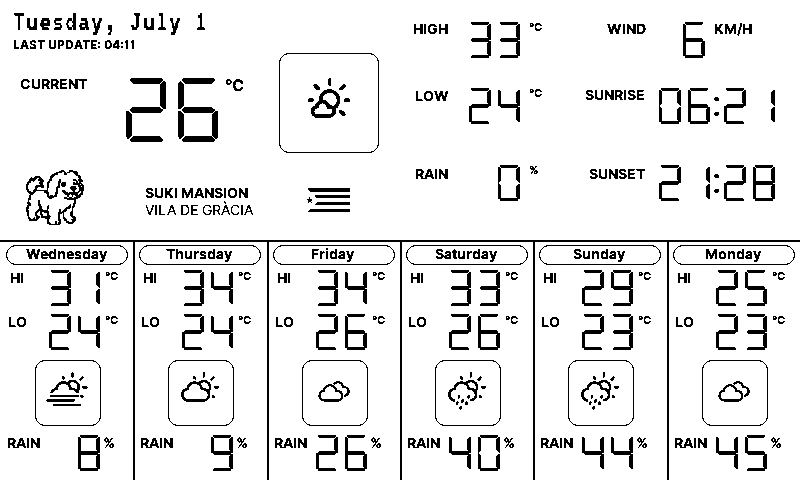 Tuesday, July 1
LAST UPDATE: 04:11
CURRENT 26 °C
HIGH 33 °C
WIND 6 KM/H
LOW 24 °C
SUNRISE 06:21
RAIN 0 %
SUNSET 21:28
SUKI MANSION
VILA DE GRÀCIA
Wednesday
HI 31 °C
LO 24 °C
RAIN 8 %
Thursday
HI 34 °C
LO 24 °C
RAIN 9 %
Friday
HI 34 °C
LO 26 °C
RAIN 26 %
Saturday
HI 33 °C
LO 26 °C
RAIN 40 %
Sunday
HI 29 °C
LO 23 °C
RAIN 44 %
Monday
HI 25 °C
LO 23 °C
RAIN 45 %